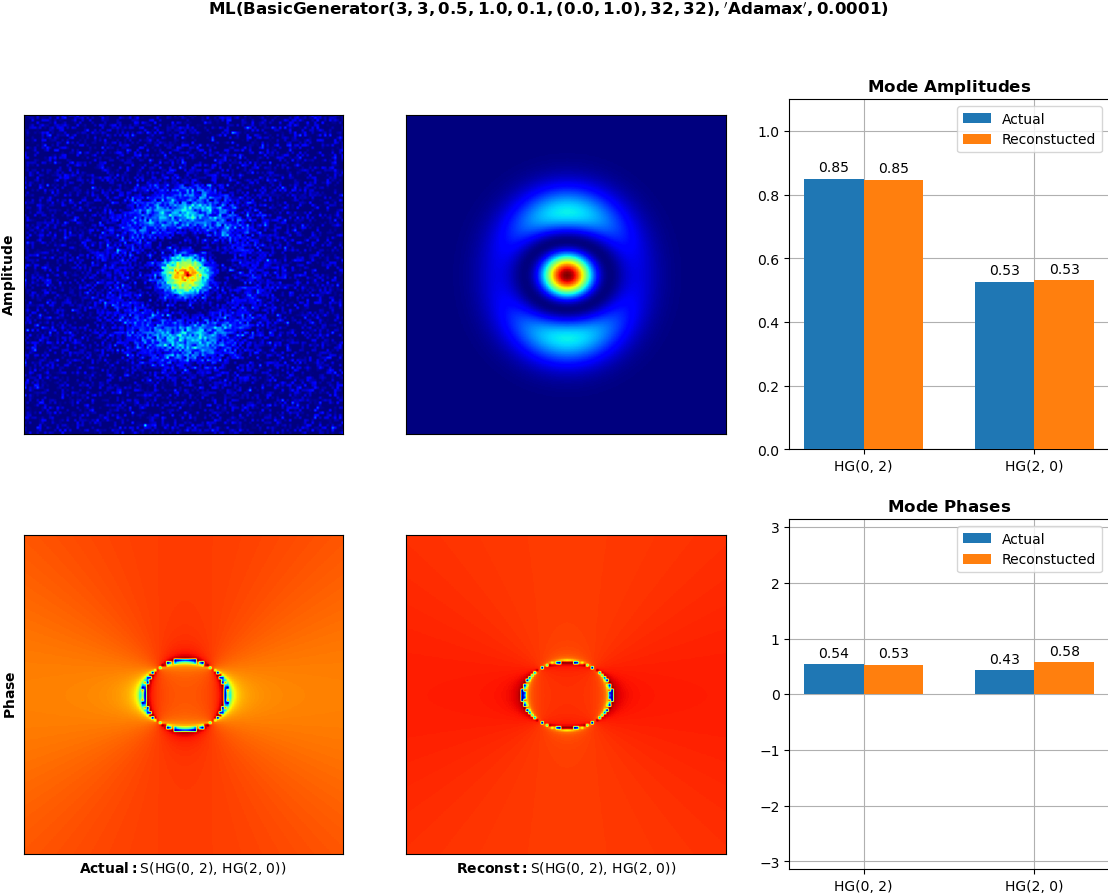 ML(BasicGenerator(3, 3, 0.5, 1.0, 0.1, (0.0, 1.0), 32, 32), 'Adamax', 0.0001)
Amplitude
Mode Amplitudes
Actual
Reconstucted
1.0
0.8
0.6
0.4
0.2
0.0
0.85
0.85
0.53
0.53
HG(0, 2)
HG(2, 0)
Phase
Actual: S(HG(0, 2), HG(2, 0))
Reconst: S(HG(0, 2), HG(2, 0))
Mode Phases
Actual
Reconstucted
3
2
1
0
−1
−2
−3
0.54
0.53
0.43
0.58
HG(0, 2)
HG(2, 0)